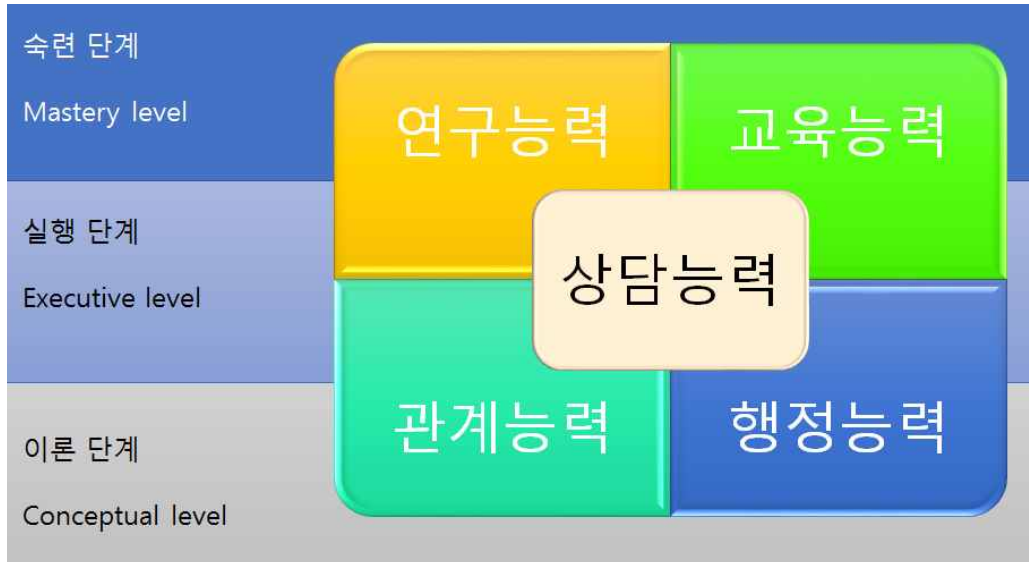 숙련 단계
Mastery level
실행 단계
Executive level
이론 단계
Conceptual level
연구능력
교육능력
상담능력
관계능력
행정능력